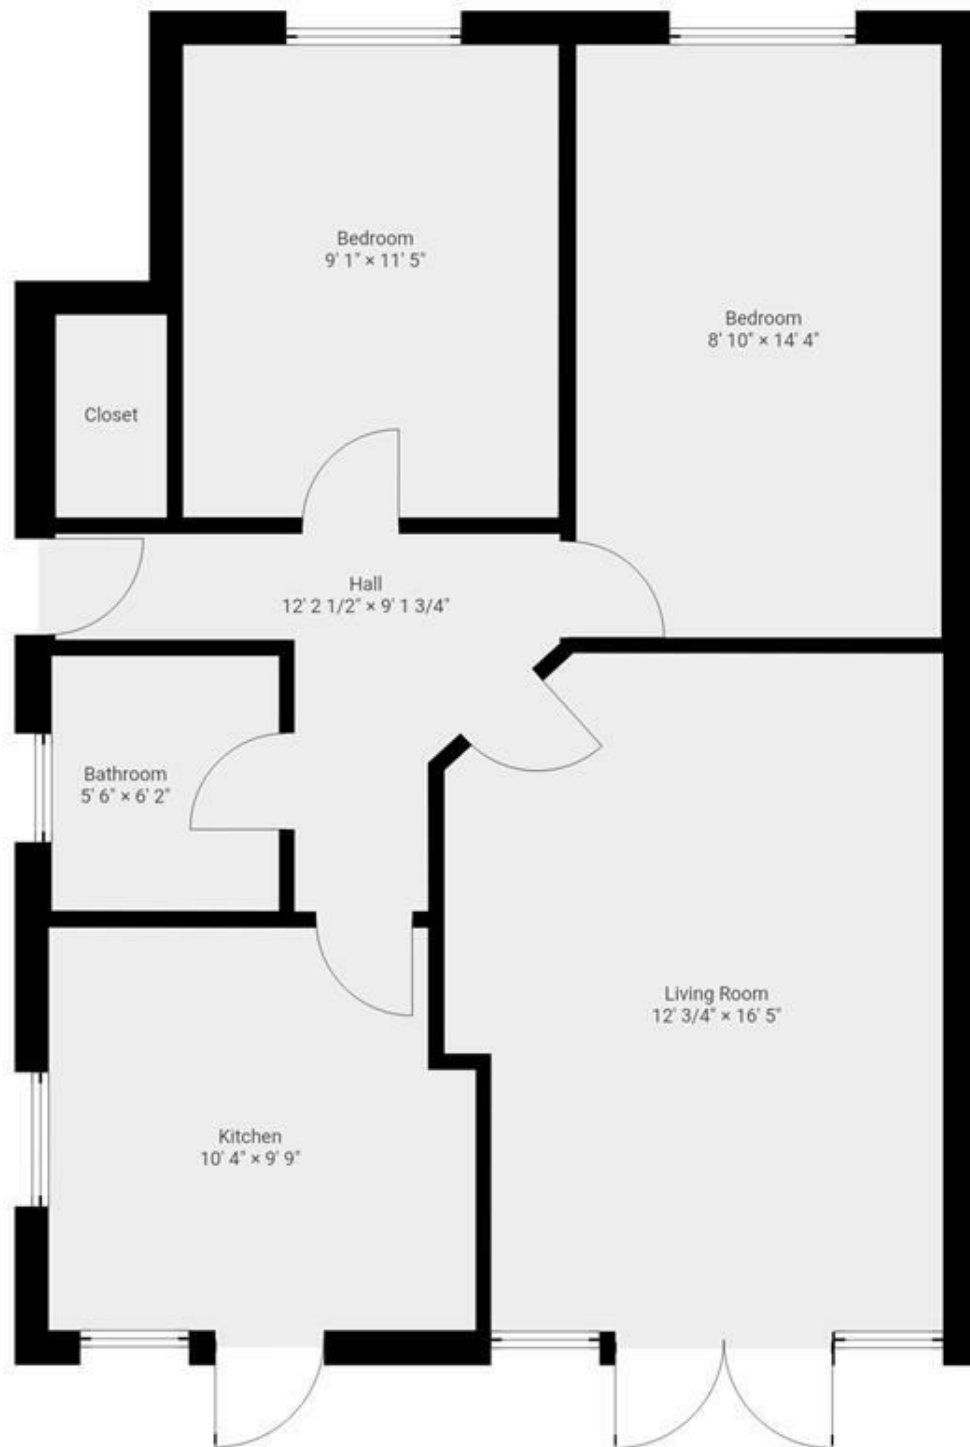 Bedroom
9' 1" × 11' 5"
Bedroom
8' 10" × 14' 4"
Closet
Hall
12' 2 1/2" × 9' 1 3/4"
Bathroom
5' 6" × 6' 2"
Living Room
12' 3/4" × 16' 5"
Kitchen
10' 4" × 9' 9"